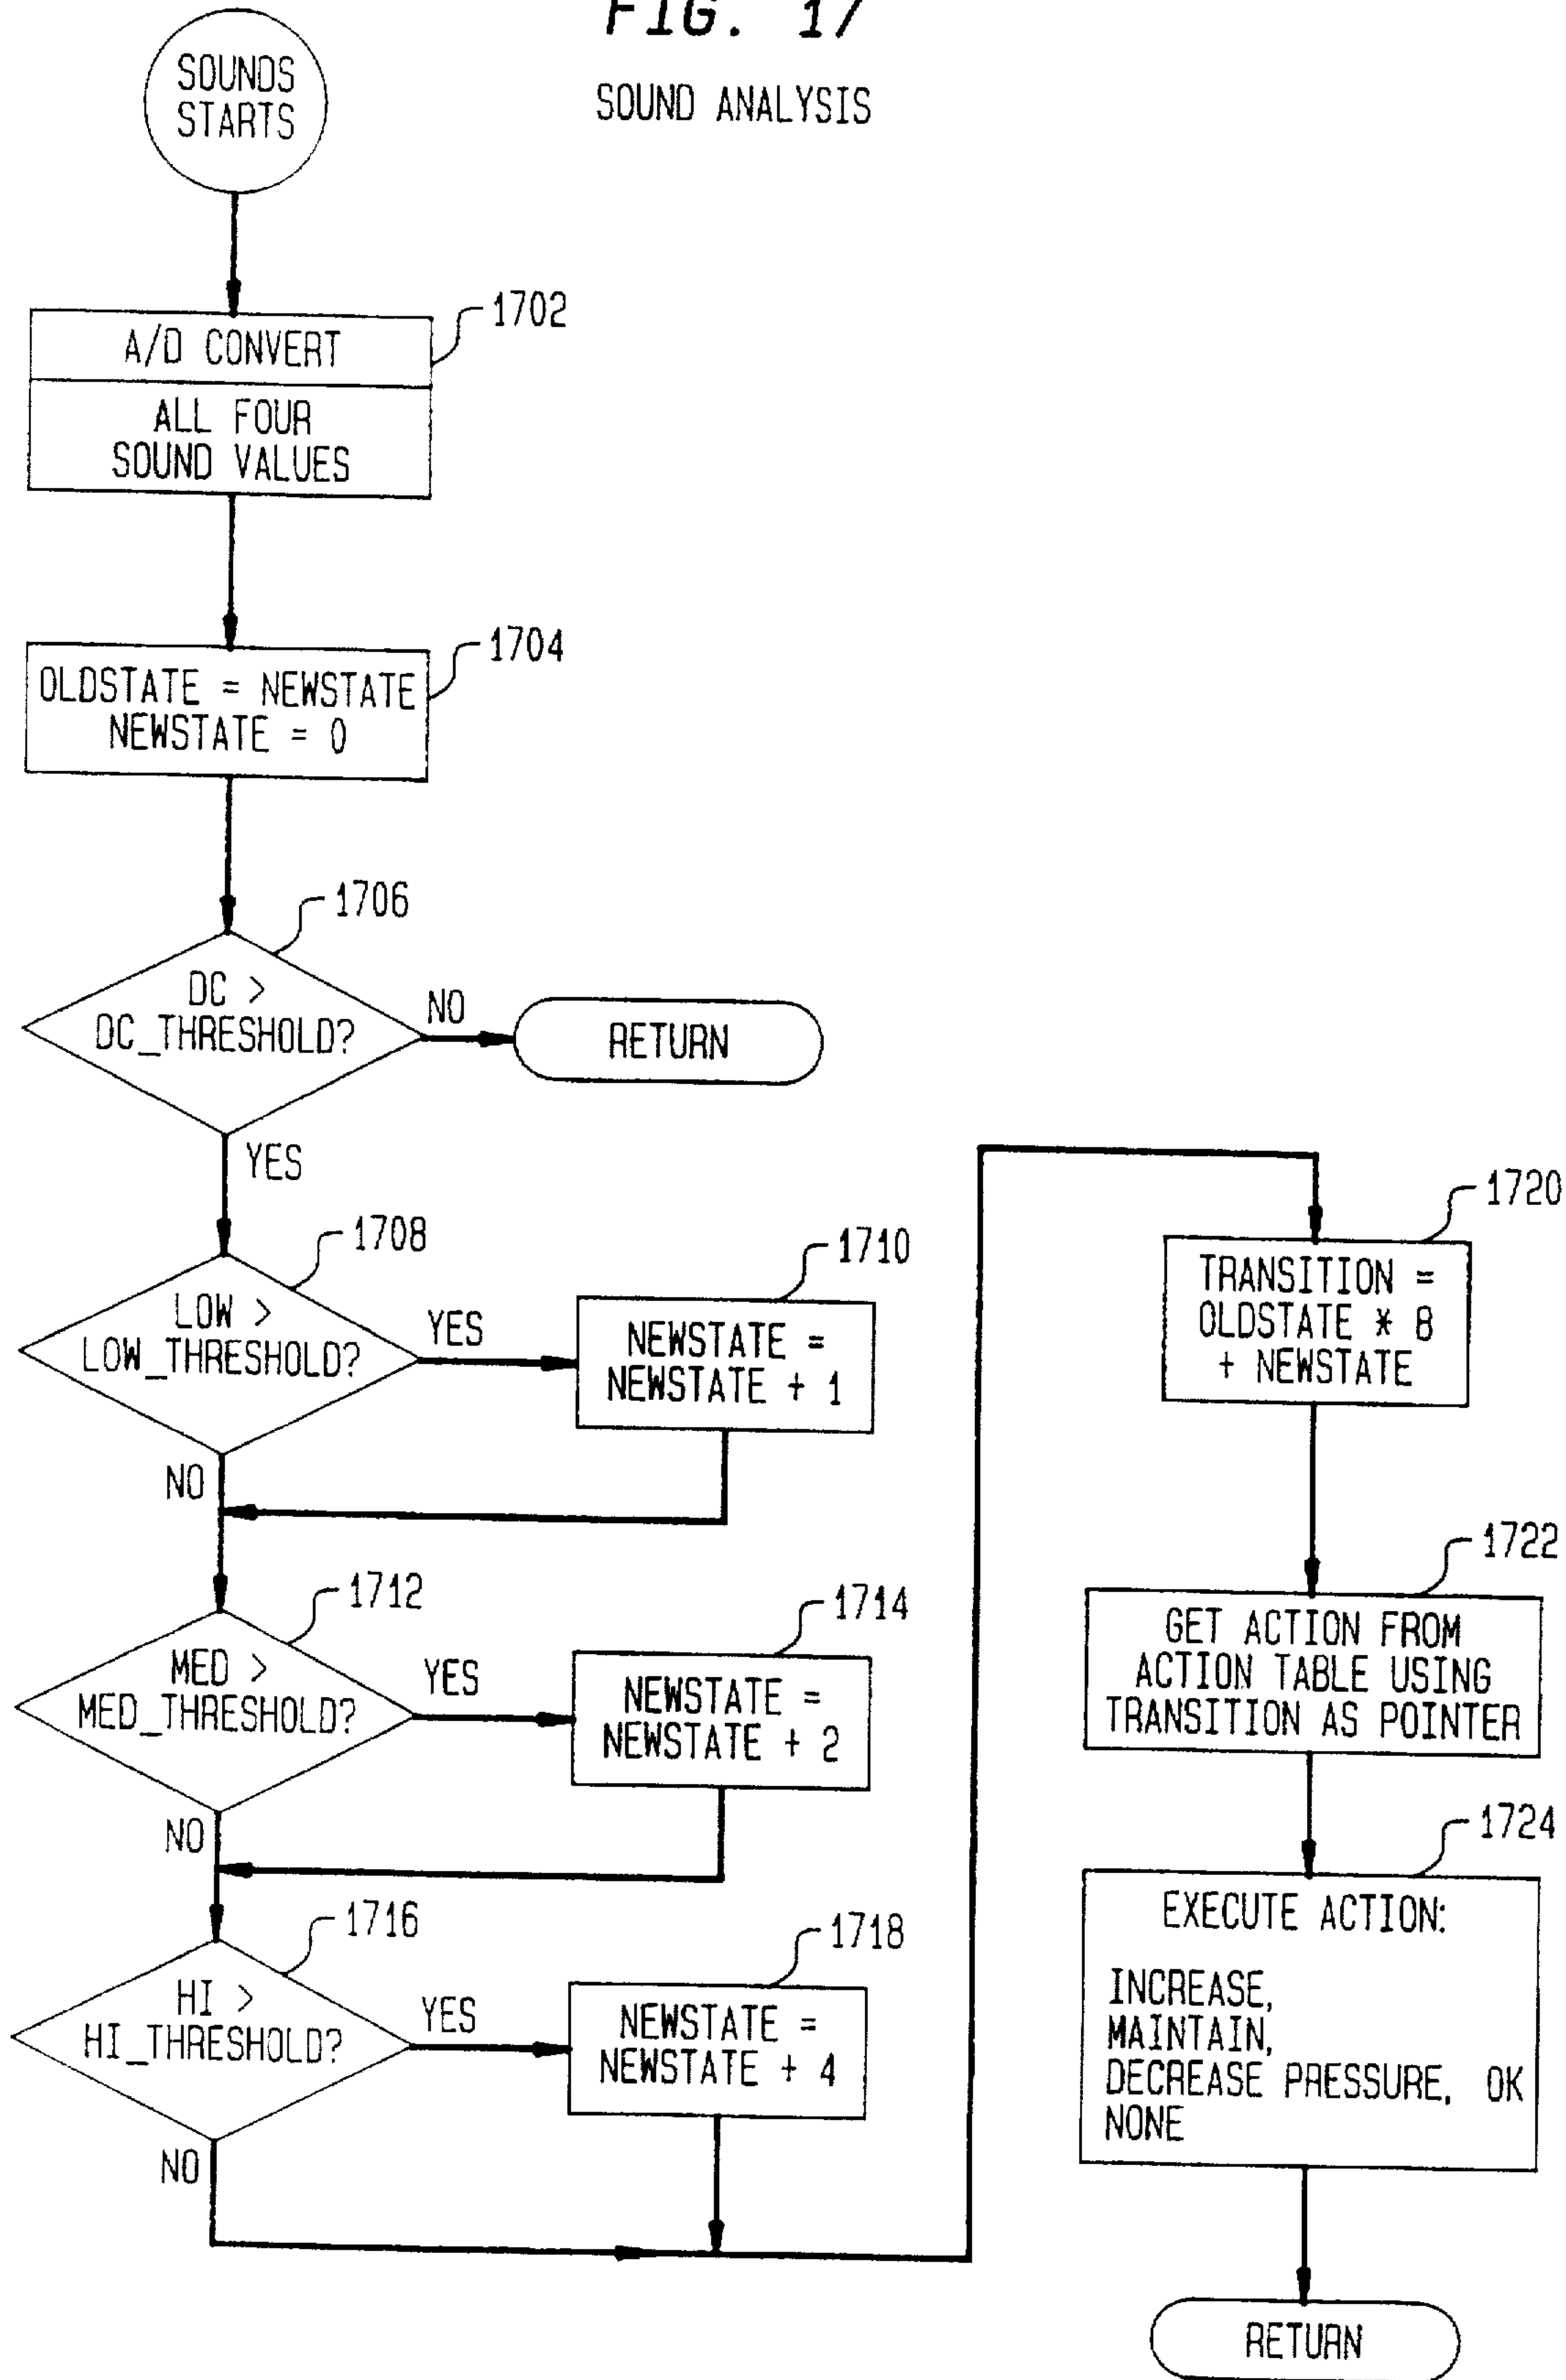 FIG. 17
SOUND ANALYSIS
SOUNDS
STARTS
1702
A/D CONVERT
ALL FOUR
SOUND VALUES
1704
OLDSTATE = NEWSTATE
NEWSTATE = 0
1706
DC >
DC_THRESHOLD?
NO
RETURN
YES
1708
LOW >
LOW_THRESHOLD?
YES
1710
NEWSTATE =
NEWSTATE + 1
NO
1712
MED >
MED_THRESHOLD?
YES
1714
NEWSTATE =
NEWSTATE + 2
NO
1716
HI >
HI_THRESHOLD?
YES
1718
NEWSTATE =
NEWSTATE + 4
NO
1720
TRANSITION =
OLDSTATE * 8
+ NEWSTATE
1722
GET ACTION FROM
ACTION TABLE USING
TRANSITION AS POINTER
1724
EXECUTE ACTION:
INCREASE,
MAINTAIN,
DECREASE PRESSURE, OK
NONE
RETURN